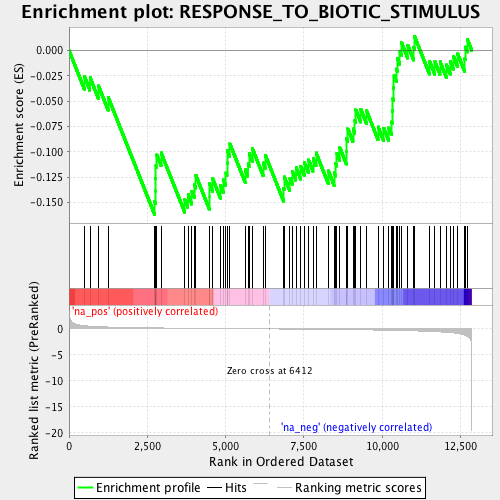 Enrichment plot: RESPONSE_TO_BIOTIC_STIMULUS
Enrichment score (ES)
0.000
-0.025
-0.050
-0.075
-0.100
-0.125
-0.150
'na_pos' (positively correlated)
Ranked list metric (PreRanked)
0
-5
-10
-15
-20
Zero cross at 6412
'na_neg' (negatively correlated)
0
2,500
5,000
7,500
10,000
12,500
Rank in Ordered Dataset
Enrichment profile
Hits
Ranking metric scores